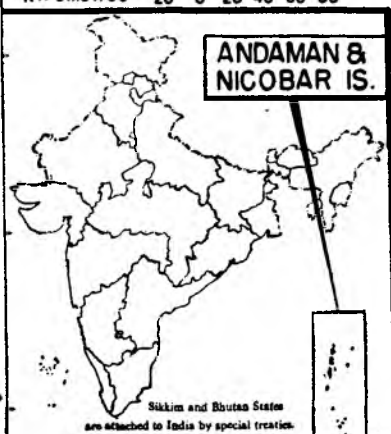 ANDAMAN &
NICOBAR IS.
Sikkim and Bhutan States
are attached to India by special treaties.